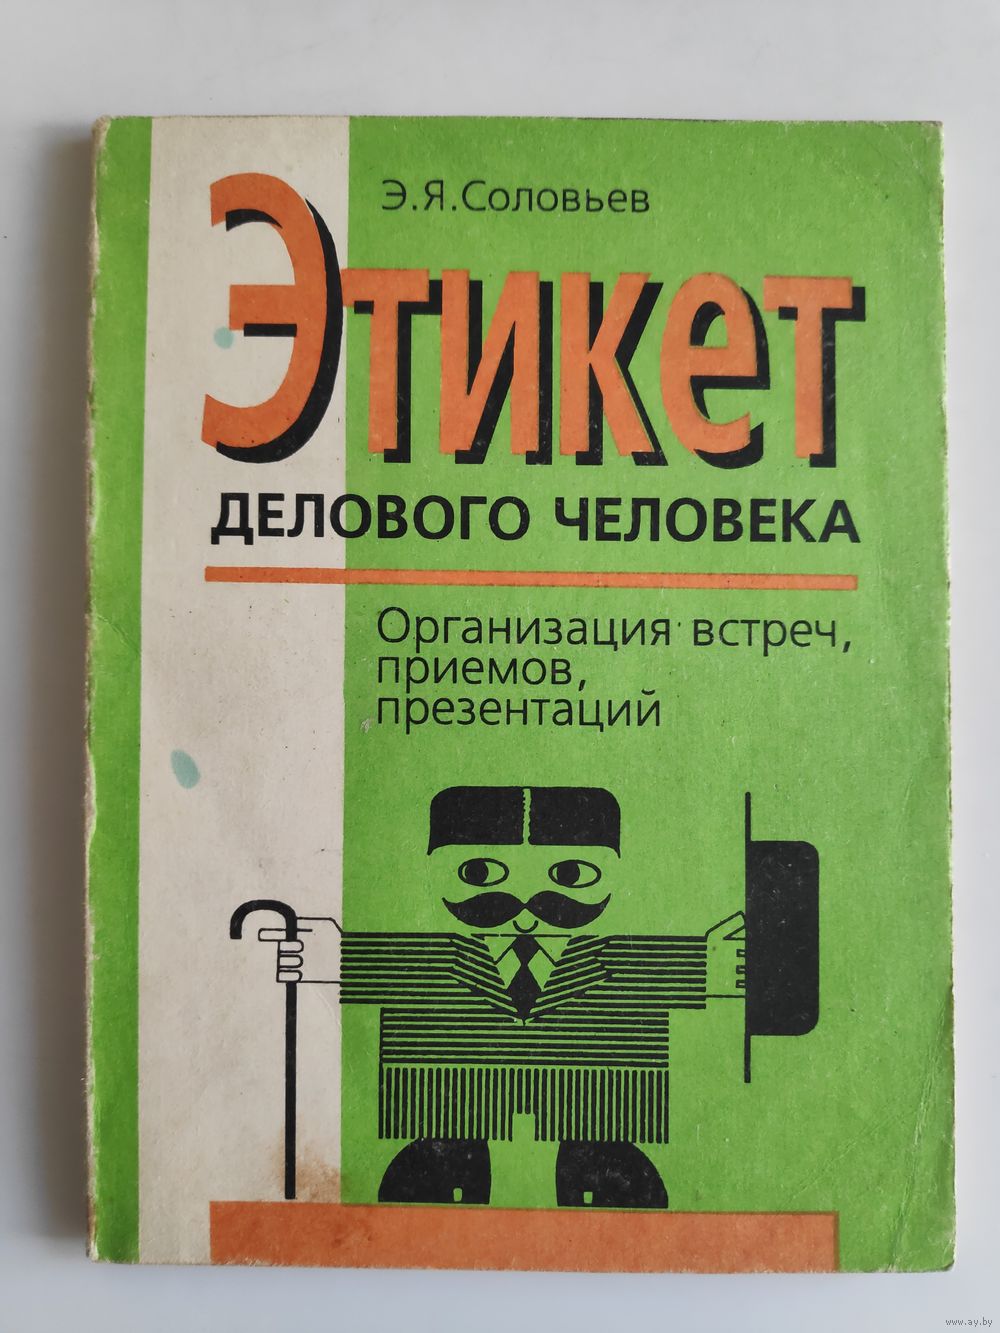 Э.Я.Соловьев
Этикет
ДЕЛОВОГО ЧЕЛОВЕКА
Организация встреч,
приемов,
презентаций
www.ay.by